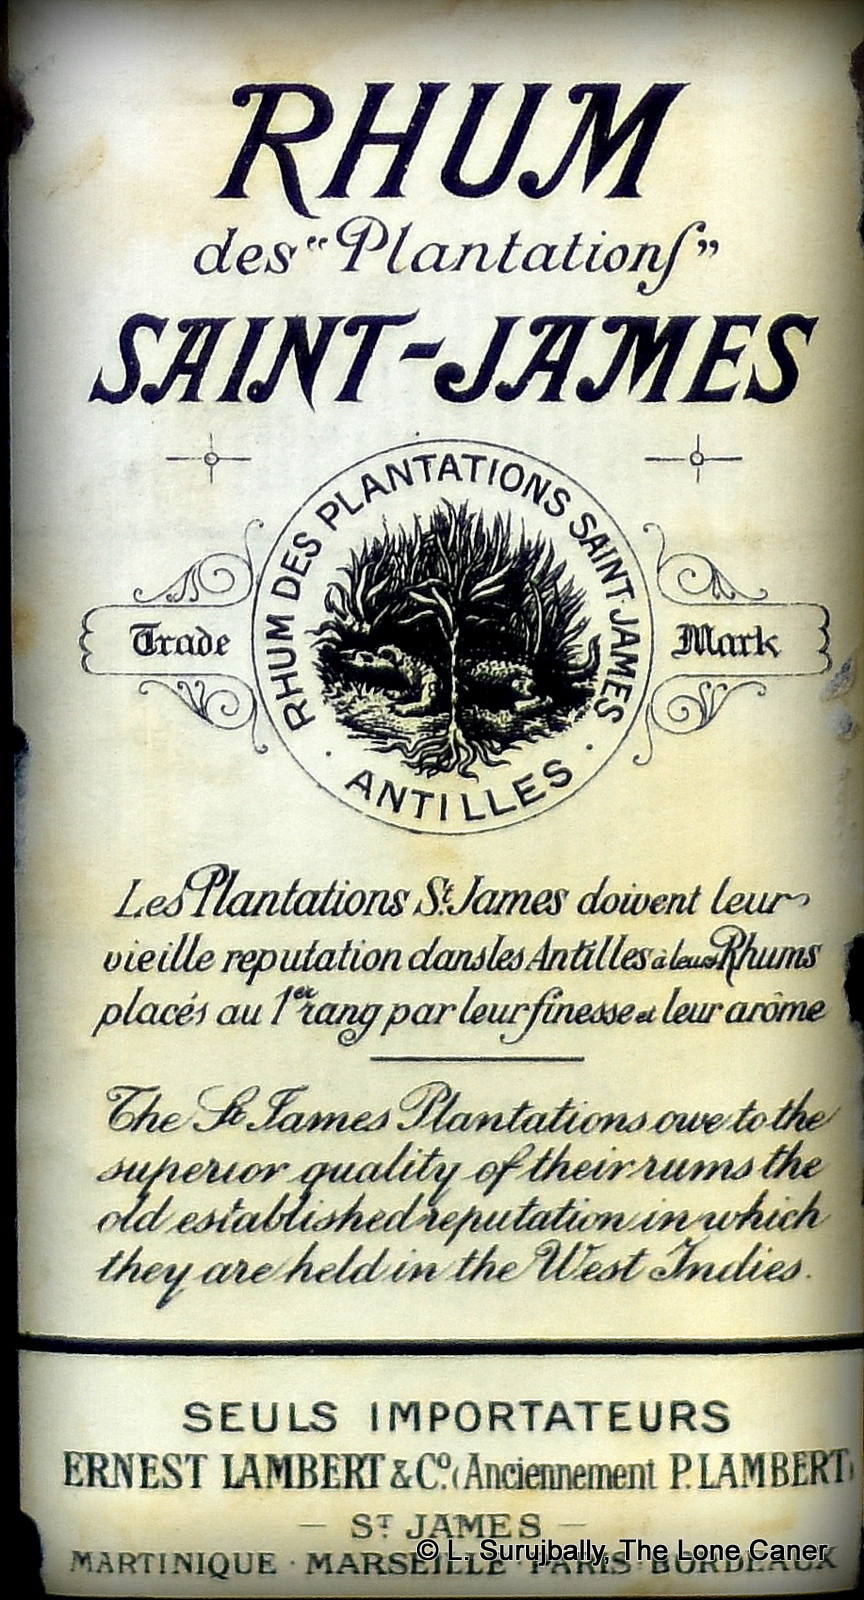 RHUM
des “Plantations”
SAINT-JAMES
RHUM DES PLANTATIONS SAINT-JAMES
Trade Mark
· ANTILLES ·
Les Plantations St. James doivent leur
vieille reputation dans les Antilles à leurs Rhums
placés au 1er rang par leur finesse et leur arôme
The St James Plantations owe to the
superior quality of their rums the
old established reputation in which
they are held in the West Indies.
SEULS IMPORTATEURS
ERNEST LAMBERT & Co. (Anciennement P. LAMBERT)
— ST JAMES —
MARTINIQUE · MARSEILLE · PARIS · BORDEAUX
© L. Surujbally, The Lone Caner